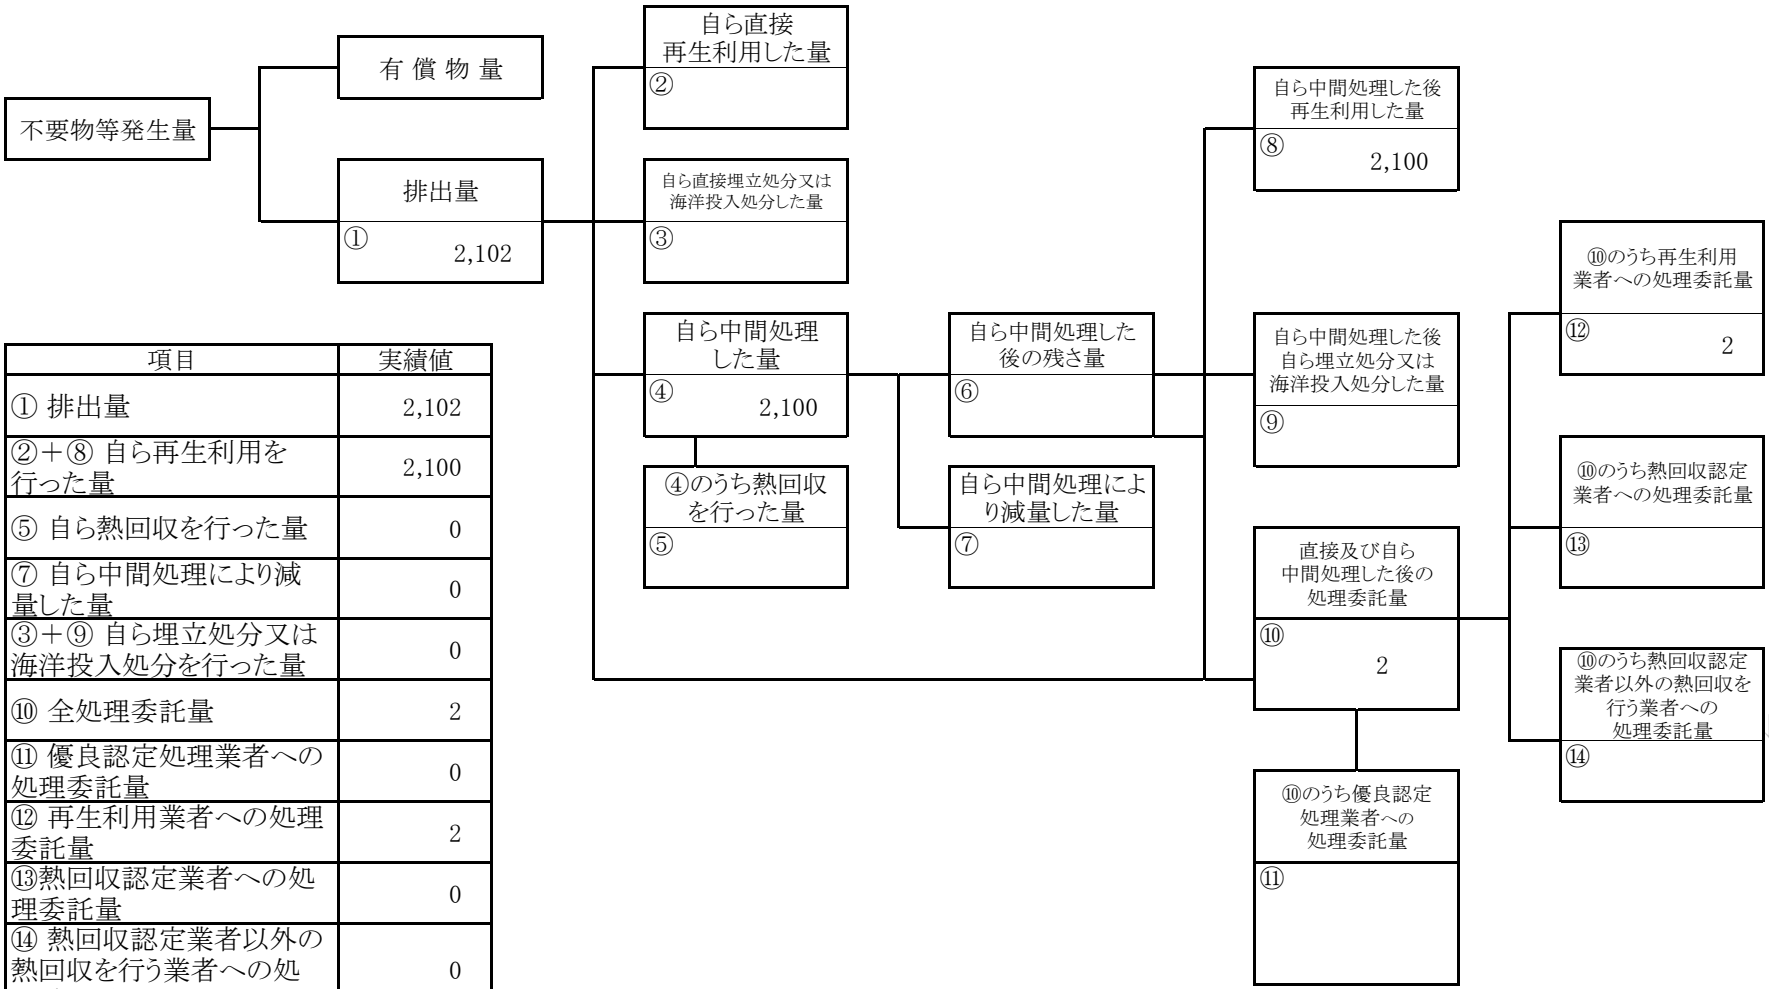 不要物等発生量
有 償 物 量
排出量
①
2,102
自ら直接
再生利用した量
②
自ら直接埋立処分又は
海洋投入処分した量
③
自ら中間処理
した量
④
2,100
④のうち熱回収
を行った量
⑤
自ら中間処理した
後の残さ量
⑥
自ら中間処理によ
り減量した量
⑦
自ら中間処理した後
再生利用した量
⑧
2,100
自ら中間処理した後
自ら埋立処分又は
海洋投入処分した量
⑨
直接及び自ら
中間処理した後の
処理委託量
⑩
2
⑩のうち優良認定
処理業者への
処理委託量
⑪
⑩のうち再生利用
業者への処理委託量
⑫
2
⑩のうち熱回収認定
業者への処理委託量
⑬
⑩のうち熱回収認定
業者以外の熱回収を
行う業者への
処理委託量
⑭
項目 実績値
① 排出量 2,102
②＋⑧ 自ら再生利用を
行った量 2,100
⑤ 自ら熱回収を行った量 0
⑦ 自ら中間処理により減
量した量 0
③＋⑨ 自ら埋立処分又は
海洋投入処分を行った量 0
⑩ 全処理委託量 2
⑪ 優良認定処理業者への
処理委託量 0
⑫ 再生利用業者への処理
委託量 2
⑬熱回収認定業者への処
理委託量 0
⑭ 熱回収認定業者以外の
熱回収を行う業者への処 0